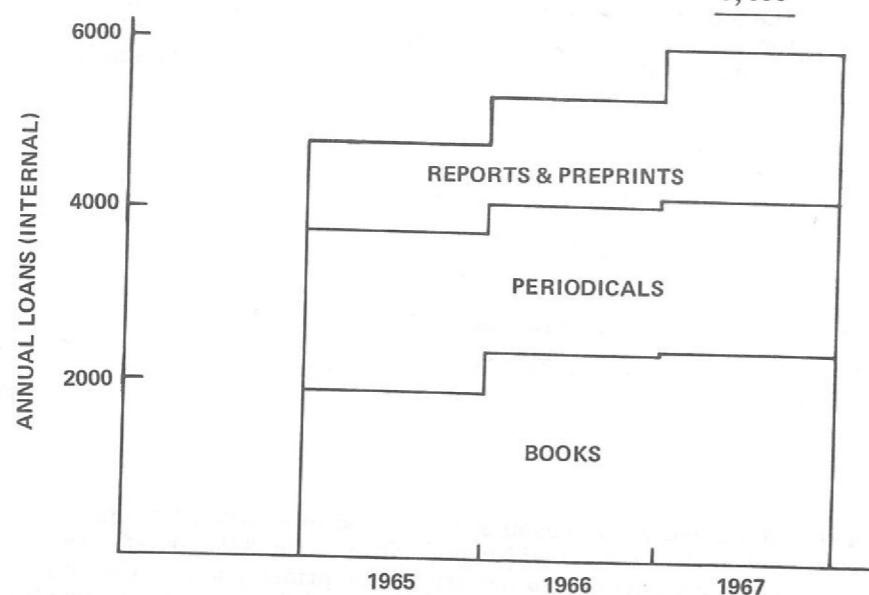 6000
4000
2000
ANNUAL LOANS (INTERNAL)
REPORTS & PREPRINTS
PERIODICALS
BOOKS
1965
1966
1967